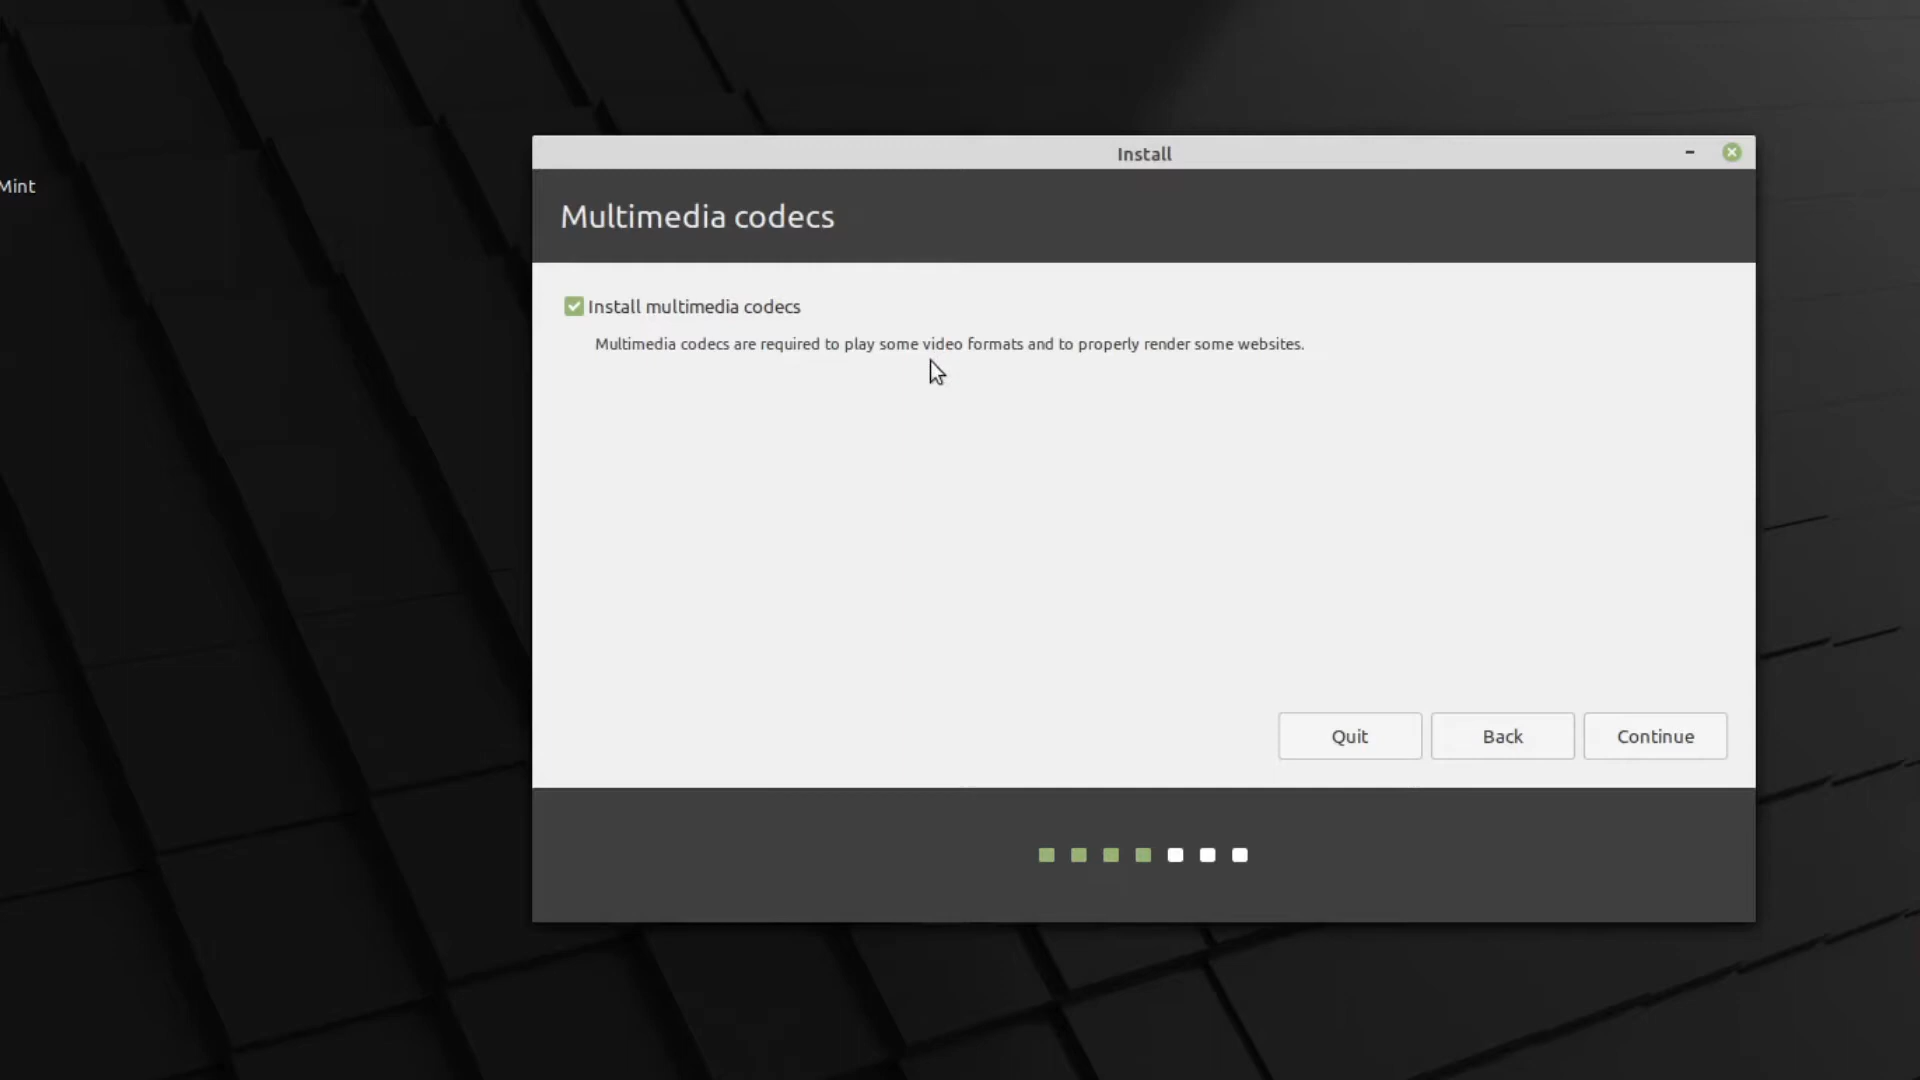 Install
Mint
Multimedia codecs
Install multimedia codecs
Multimedia codecs are required to play some video formats and to properly render some websites.
Quit
Back
Continue